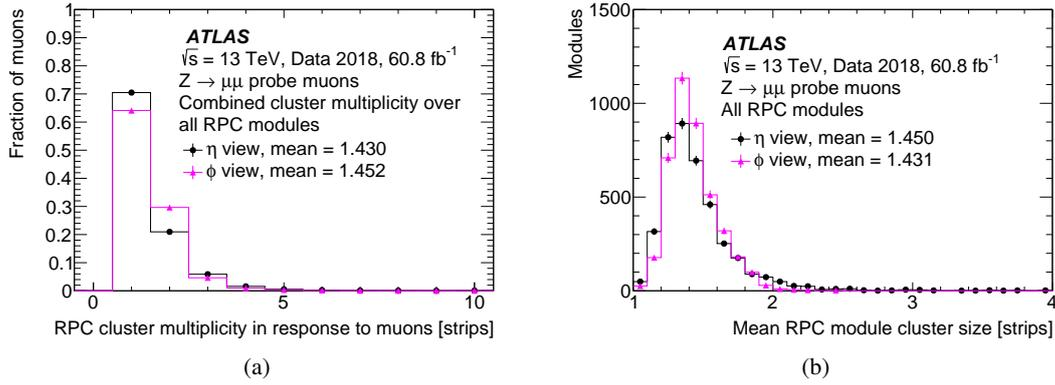 ATLAS
√s = 13 TeV, Data 2018, 60.8 fb⁻¹
Z → μμ probe muons
Combined cluster multiplicity over
all RPC modules
η view, mean = 1.430
φ view, mean = 1.452
Fraction of muons
1
0.9
0.8
0.7
0.6
0.5
0.4
0.3
0.2
0.1
0
0 5 10
RPC cluster multiplicity in response to muons [strips]
(a)
ATLAS
√s = 13 TeV, Data 2018, 60.8 fb⁻¹
Z → μμ probe muons
All RPC modules
η view, mean = 1.450
φ view, mean = 1.431
Modules
1500
1000
500
0
1 2 3 4
Mean RPC module cluster size [strips]
(b)